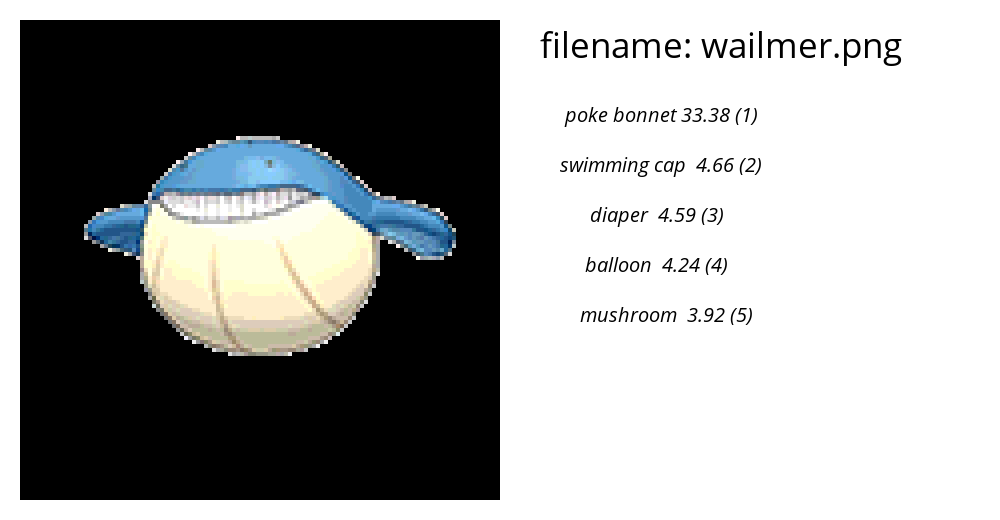 filename: wailmer.png
poke bonnet 33.38 (1)
swimming cap 4.66 (2)
diaper 4.59 (3)
balloon 4.24 (4)
mushroom 3.92 (5)